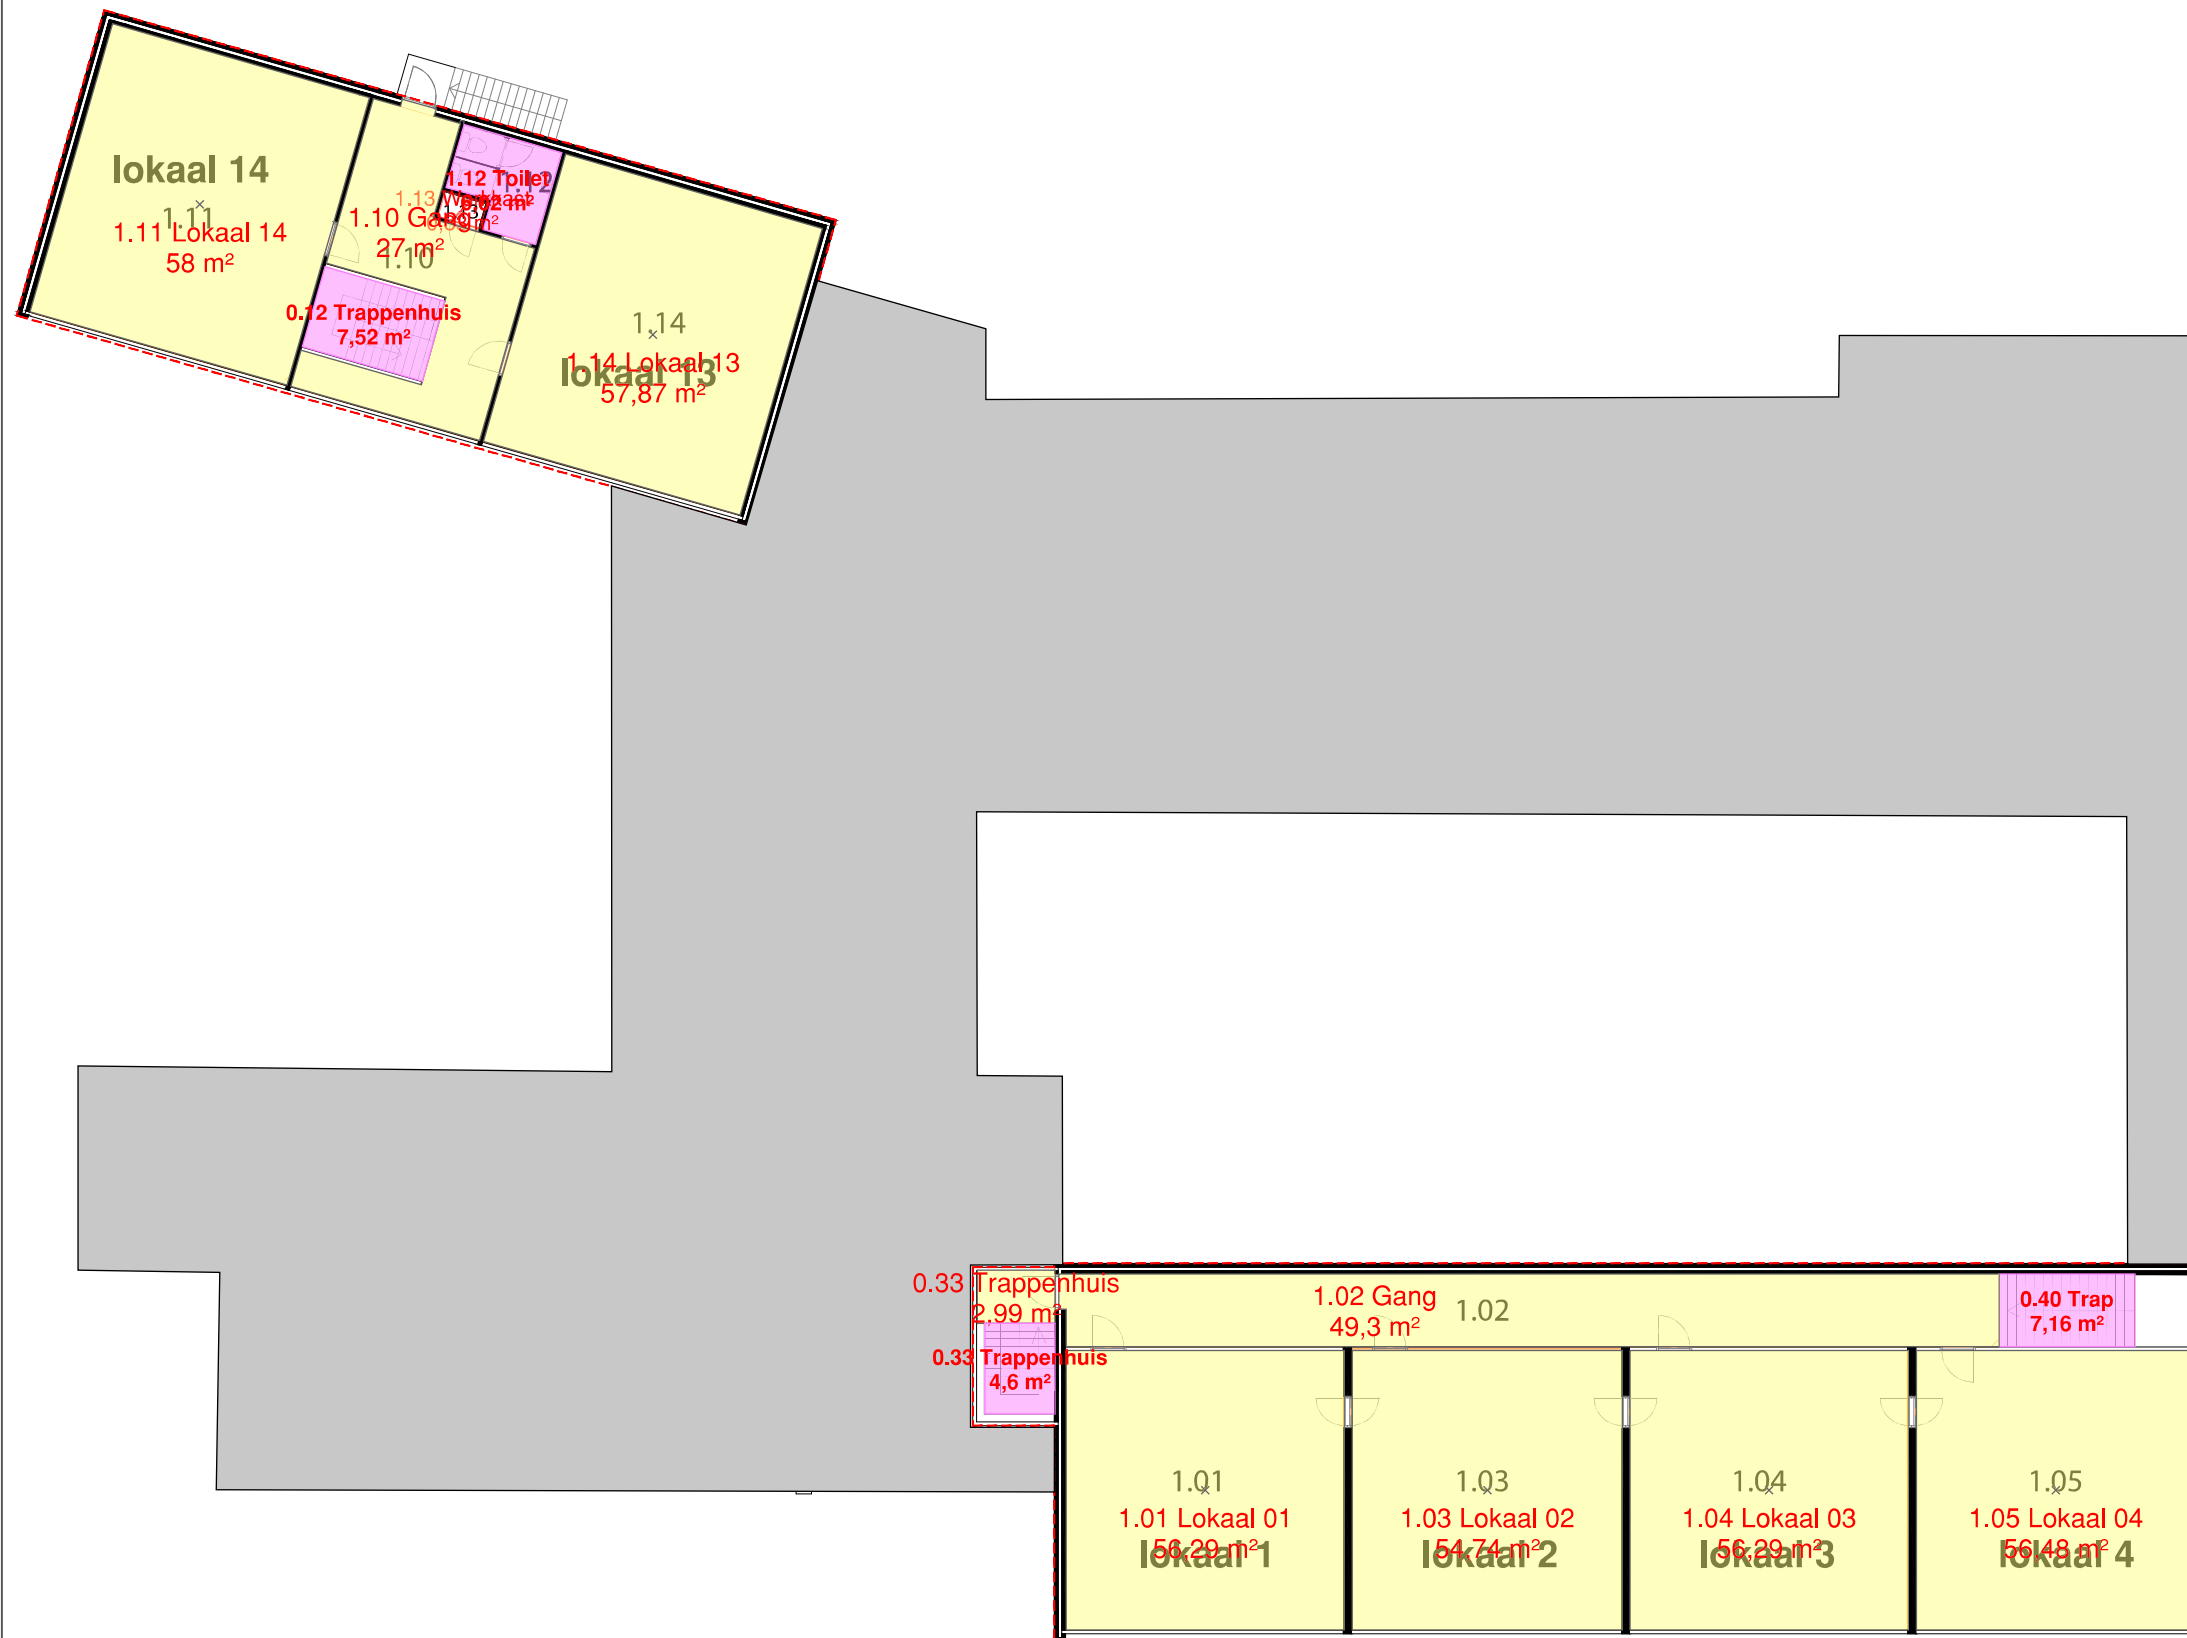 lokaal 14
1.11
1.11 Lokaal 14
58 m²
1.12 Toilet
1.12
1.13
1.10 Gang
27 m²
1.10
0.12 Trappenhuis
7,52 m²
1.14
1.14 Lokaal 13
lokaal 13
57,87 m²
0.33 Trappenhuis
2,99 m²
0.33 Trappenhuis
4,6 m²
1.02 Gang
49,3 m²
1.02
0.40 Trap
7,16 m²
1.01
1.01 Lokaal 01
56,29 m²
lokaal 1
1.03
1.03 Lokaal 02
54,74 m²
lokaal 2
1.04
1.04 Lokaal 03
56,29 m²
lokaal 3
1.05
1.05 Lokaal 04
56,48 m²
lokaal 4